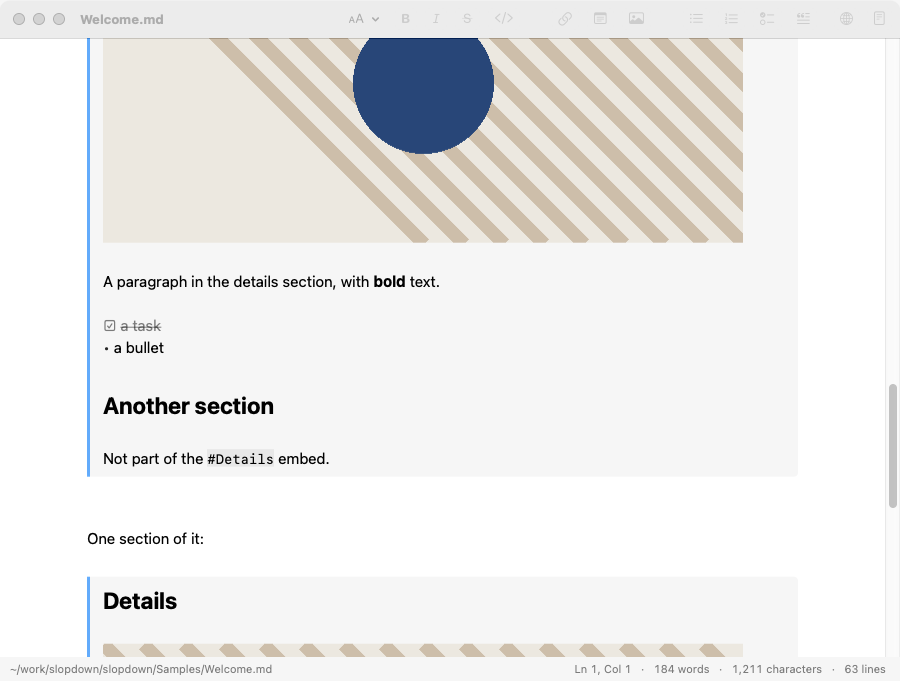 Welcome.md
AA B I S </>
A paragraph in the details section, with bold text.
a task
• a bullet
Another section
Not part of the #Details embed.
One section of it:
Details
~/work/slopdown/slopdown/Samples/Welcome.md
Ln 1, Col 1 · 184 words · 1,211 characters · 63 lines